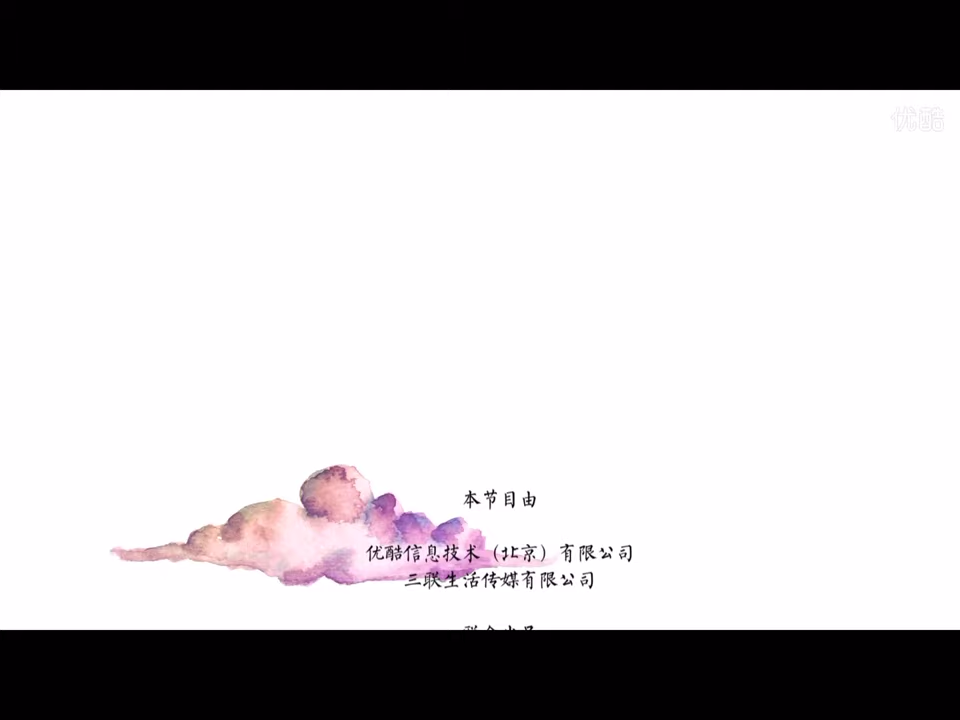 优酷
本节目由
优酷信息技术（北京）有限公司
三联生活传媒有限公司